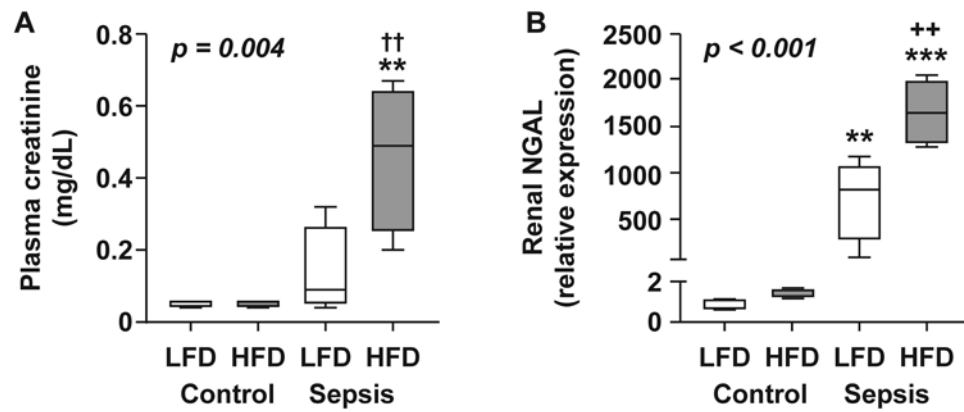 A
Plasma creatinine
(mg/dL)
0.8
0.6
0.4
0.2
0
p = 0.004
††
**
LFD HFD LFD HFD
Control Sepsis
B
Renal NGAL
(relative expression)
2500
2000
1500
1000
500
2
0
p < 0.001
**
++
***
LFD HFD LFD HFD
Control Sepsis